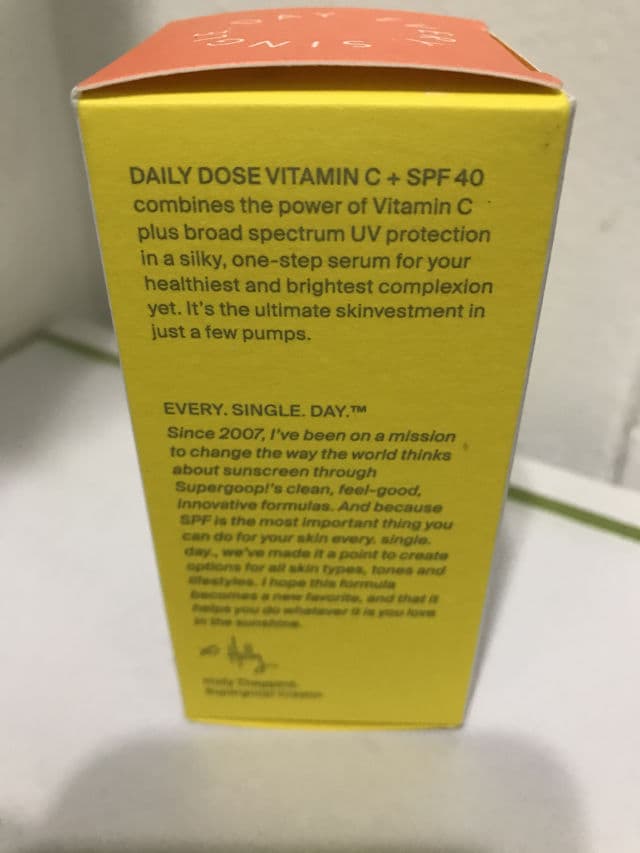 DAILY DOSE VITAMIN C + SPF 40
combines the power of Vitamin C
plus broad spectrum UV protection
in a silky, one-step serum for your
healthiest and brightest complexion
yet. It's the ultimate skinvestment in
just a few pumps.
EVERY. SINGLE. DAY.™
Since 2007, I've been on a mission
to change the way the world thinks
about sunscreen through
Supergoop!'s clean, feel-good,
innovative formulas. And because
SPF is the most important thing you
can do for your skin every. single.
day., we've made it a point to create
options for all skin types, tones and
lifestyles. I hope this formula
becomes a new favorite, and that it
helps you do whatever it is you love
in the sunshine.
Holly